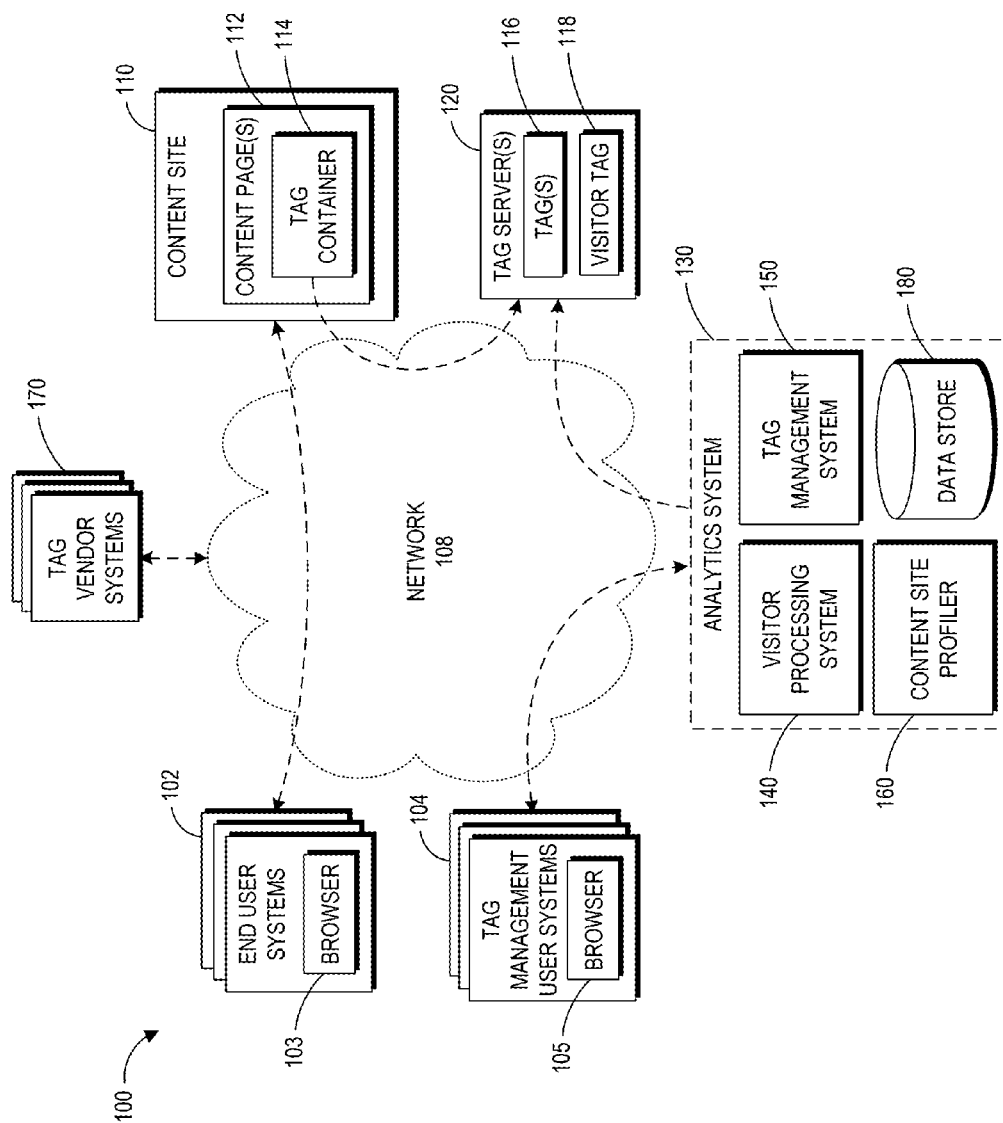 100
102
END USER
SYSTEMS
BROWSER
103
104
TAG
MANAGEMENT
USER SYSTEMS
BROWSER
105
170
TAG
VENDOR
SYSTEMS
NETWORK
108
110
CONTENT SITE
112
CONTENT PAGE(S)
114
TAG
CONTAINER
120
TAG SERVER(S)
116
TAG(S)
118
VISITOR TAG
130
ANALYTICS SYSTEM
140
VISITOR
PROCESSING
SYSTEM
150
TAG
MANAGEMENT
SYSTEM
160
CONTENT SITE
PROFILER
180
DATA STORE